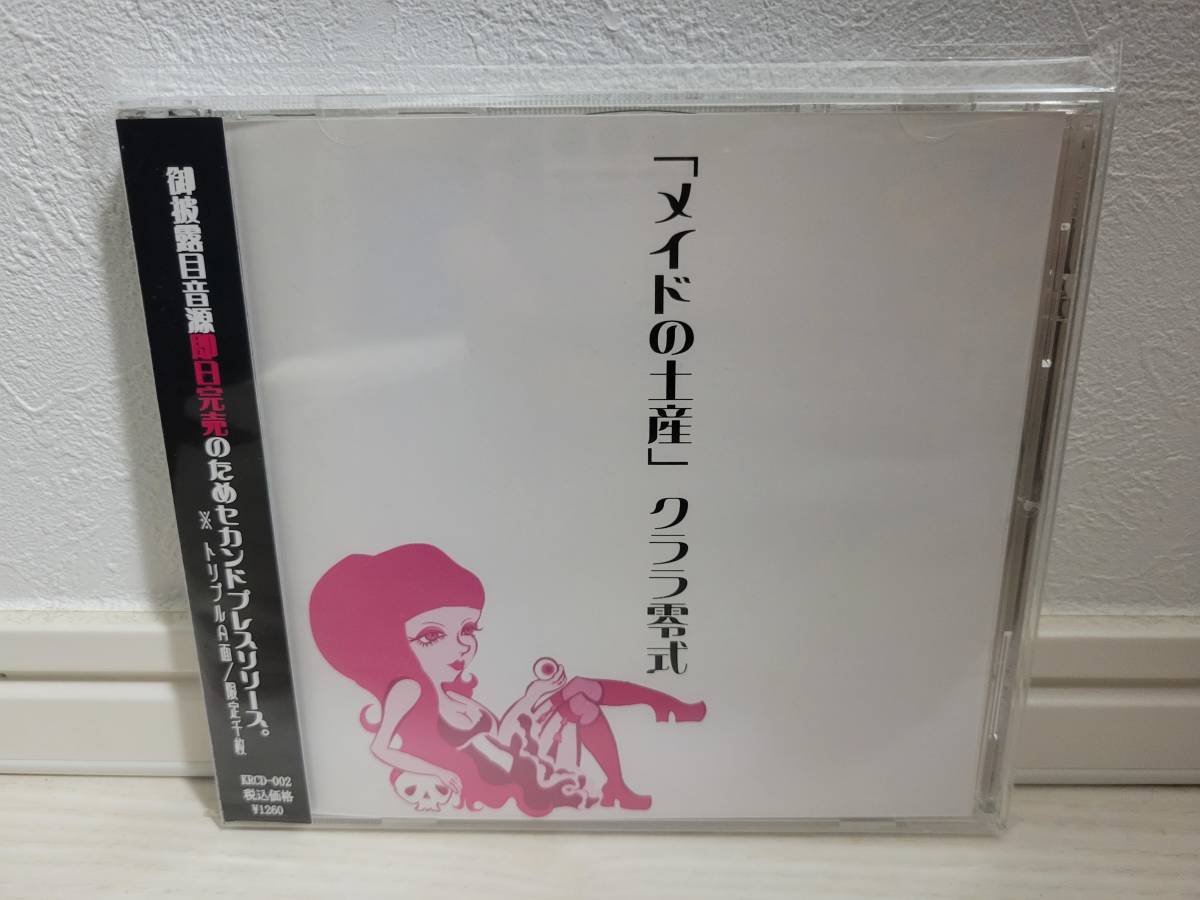 「メイドの土産」 クララ零式
御披露目音源即日完売のためセカンドプレスリリース。
※ トリプルA面/限定千枚
KRCD-002
税込価格
¥1260